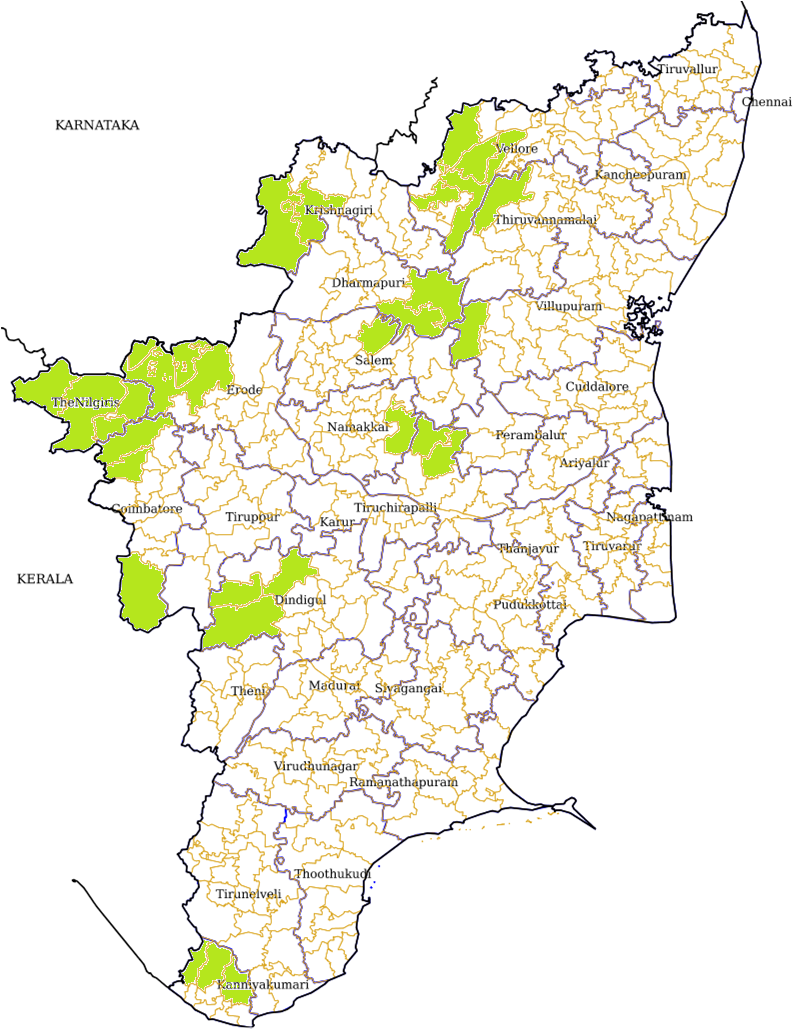 Tiruvallur
Chennai
KARNATAKA
Vellore
Kancheepuram
Krishnagiri
Thiruvannamalai
Dharmapuri
Villupuram
Salem
Cuddalore
Erode
TheNilgiris
Namakkal
Perambalur
Ariyalur
Coimbatore
Tiruchirapalli
Tiruppur
Nagapattinam
Karur
Thanjavur
Tiruvarur
KERALA
Dindigul
Pudukkottai
Madurai
Sivagangai
Theni
Virudhunagar
Ramanathapuram
Thoothukudi
Tirunelveli
Kanniyakumari